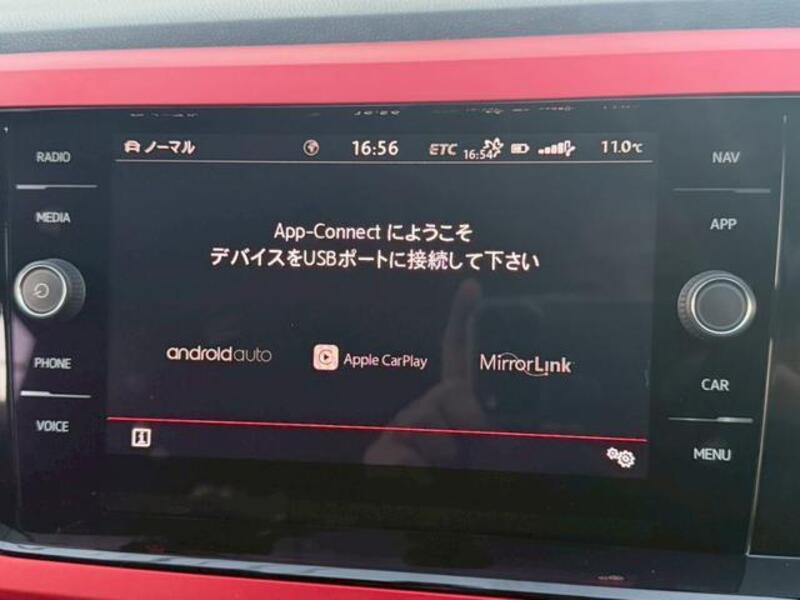 RADIO
MEDIA
PHONE
VOICE
ノーマル 16:56 ETC 16:54 11.0℃
App-Connect にようこそ
デバイスをUSBポートに接続して下さい
androidauto Apple CarPlay MirrorLink
NAV
APP
CAR
MENU